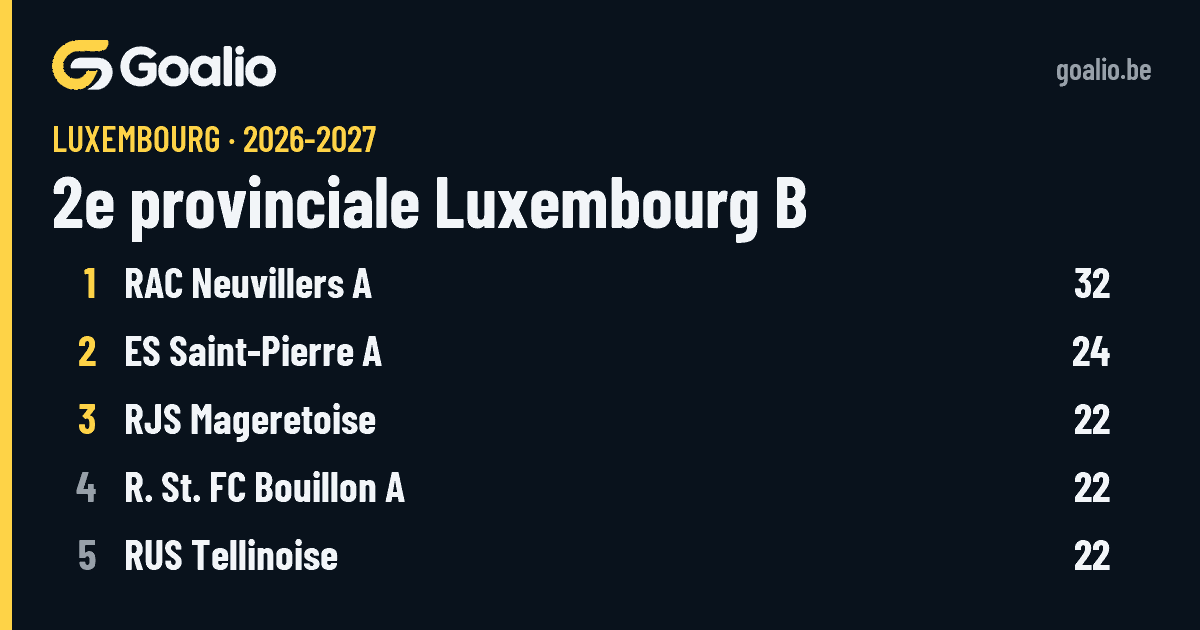 Goalio
goalio.be
LUXEMBOURG · 2026-2027
2e provinciale Luxembourg B
1 RAC Neuvillers A 32
2 ES Saint-Pierre A 24
3 RJS Mageretoise 22
4 R. St. FC Bouillon A 22
5 RUS Tellinoise 22